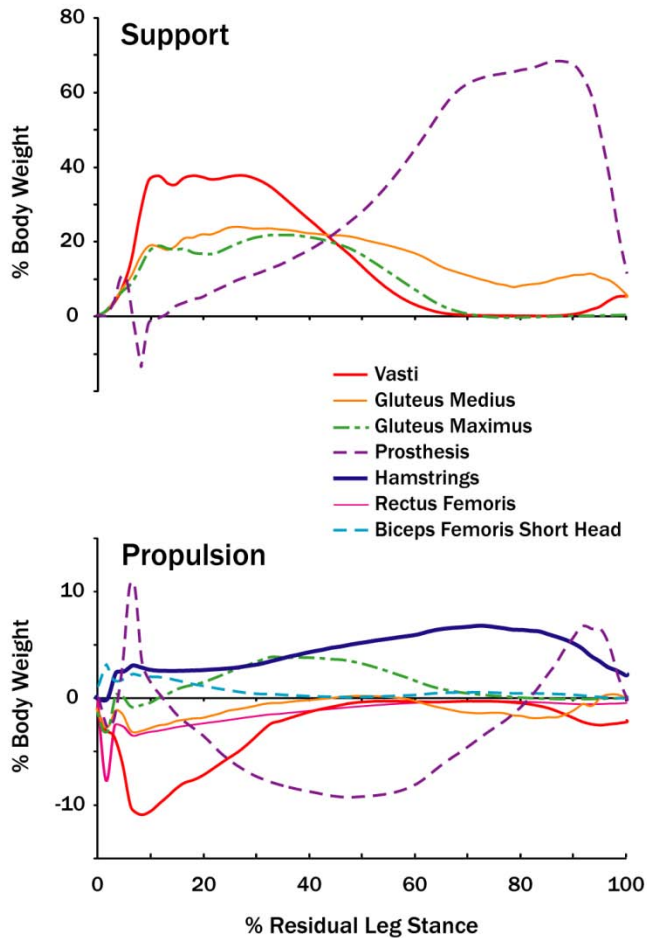 Support
80
60
40
20
0
% Body Weight
Vasti
Gluteus Medius
Gluteus Maximus
Prosthesis
Hamstrings
Rectus Femoris
Biceps Femoris Short Head
Propulsion
10
0
-10
% Body Weight
0 20 40 60 80 100
% Residual Leg Stance